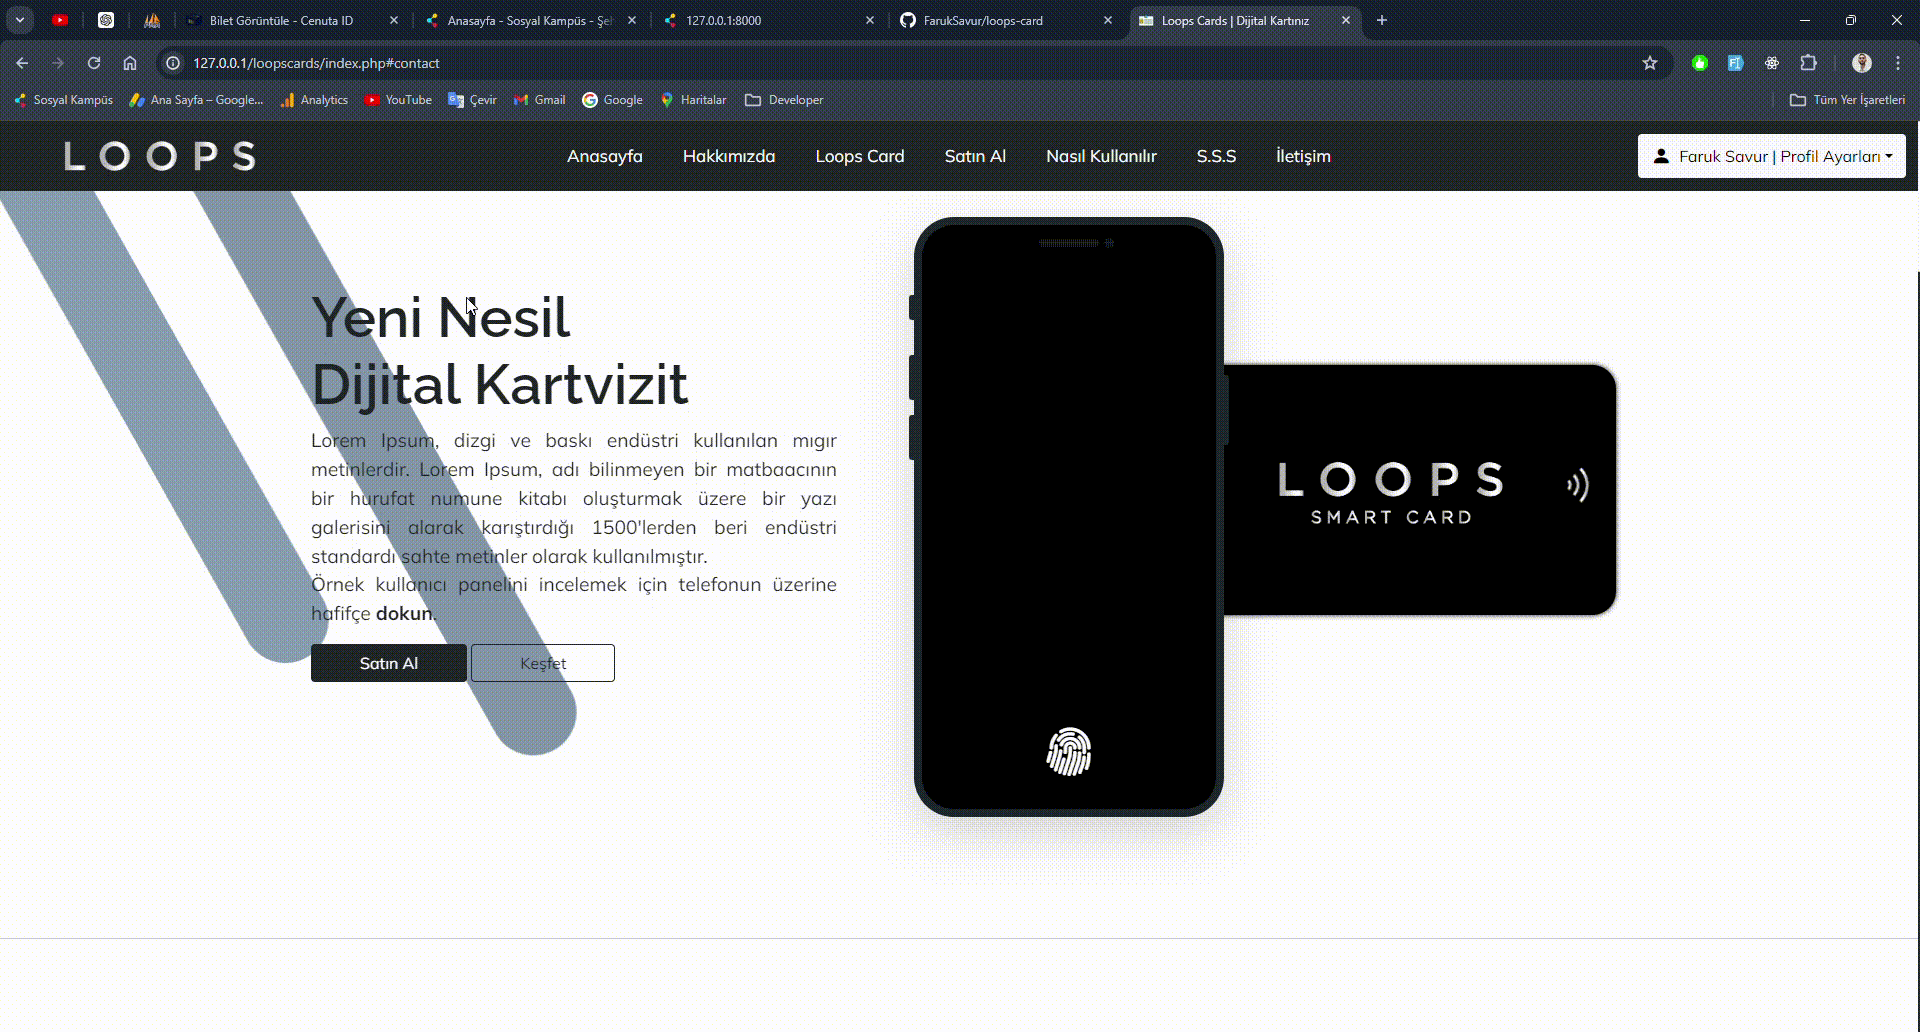 Bilet Görüntüle - Cenuta ID
Anasayfa - Sosyal Kampüs - Şeh
127.0.0.1:8000
FarukSavur/loops-card
Loops Cards | Dijital Kartınız
127.0.0.1/loopscards/index.php#contact
Sosyal Kampüs
Ana Sayfa – Google...
Analytics
YouTube
Çevir
Gmail
Google
Haritalar
Developer
Tüm Yer İşaretleri
LOOPS
Anasayfa
Hakkımızda
Loops Card
Satın Al
Nasıl Kullanılır
S.S.S
İletişim
Faruk Savur | Profil Ayarları
Yeni Nesil
Dijital Kartvizit
Lorem Ipsum, dizgi ve baskı endüstri kullanılan mıgır
metinlerdir. Lorem Ipsum, adı bilinmeyen bir matbaacının
bir hurufat numune kitabı oluşturmak üzere bir yazı
galerisini alarak karıştırdığı 1500'lerden beri endüstri
standardı sahte metinler olarak kullanılmıştır.
Örnek kullanıcı panelini incelemek için telefonun üzerine
hafifçe dokun.
Satın Al
Keşfet
LOOPS
SMART CARD